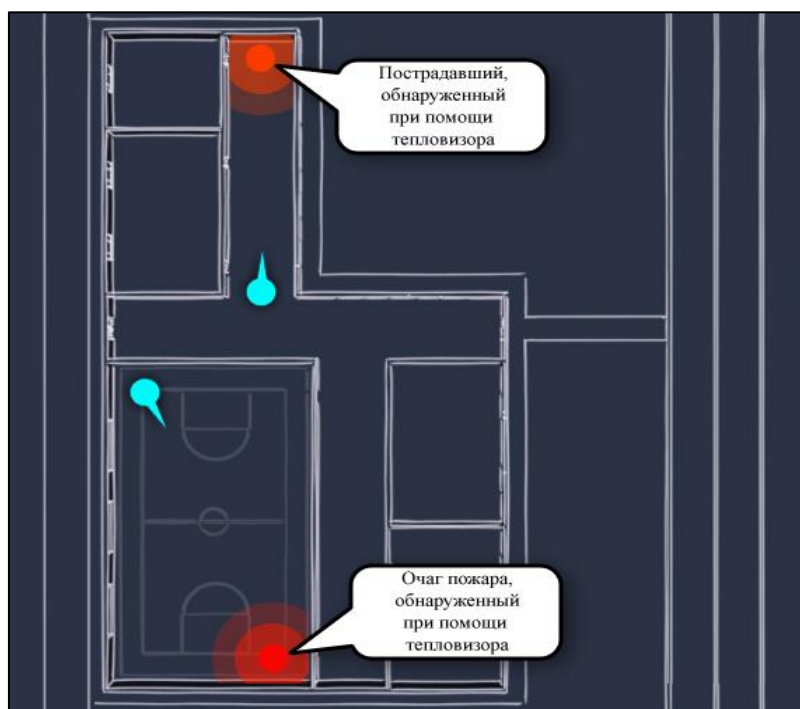 Пострадавший,
обнаруженный
при помощи
тепловизора
Очаг пожара,
обнаруженный
при помощи
тепловизора